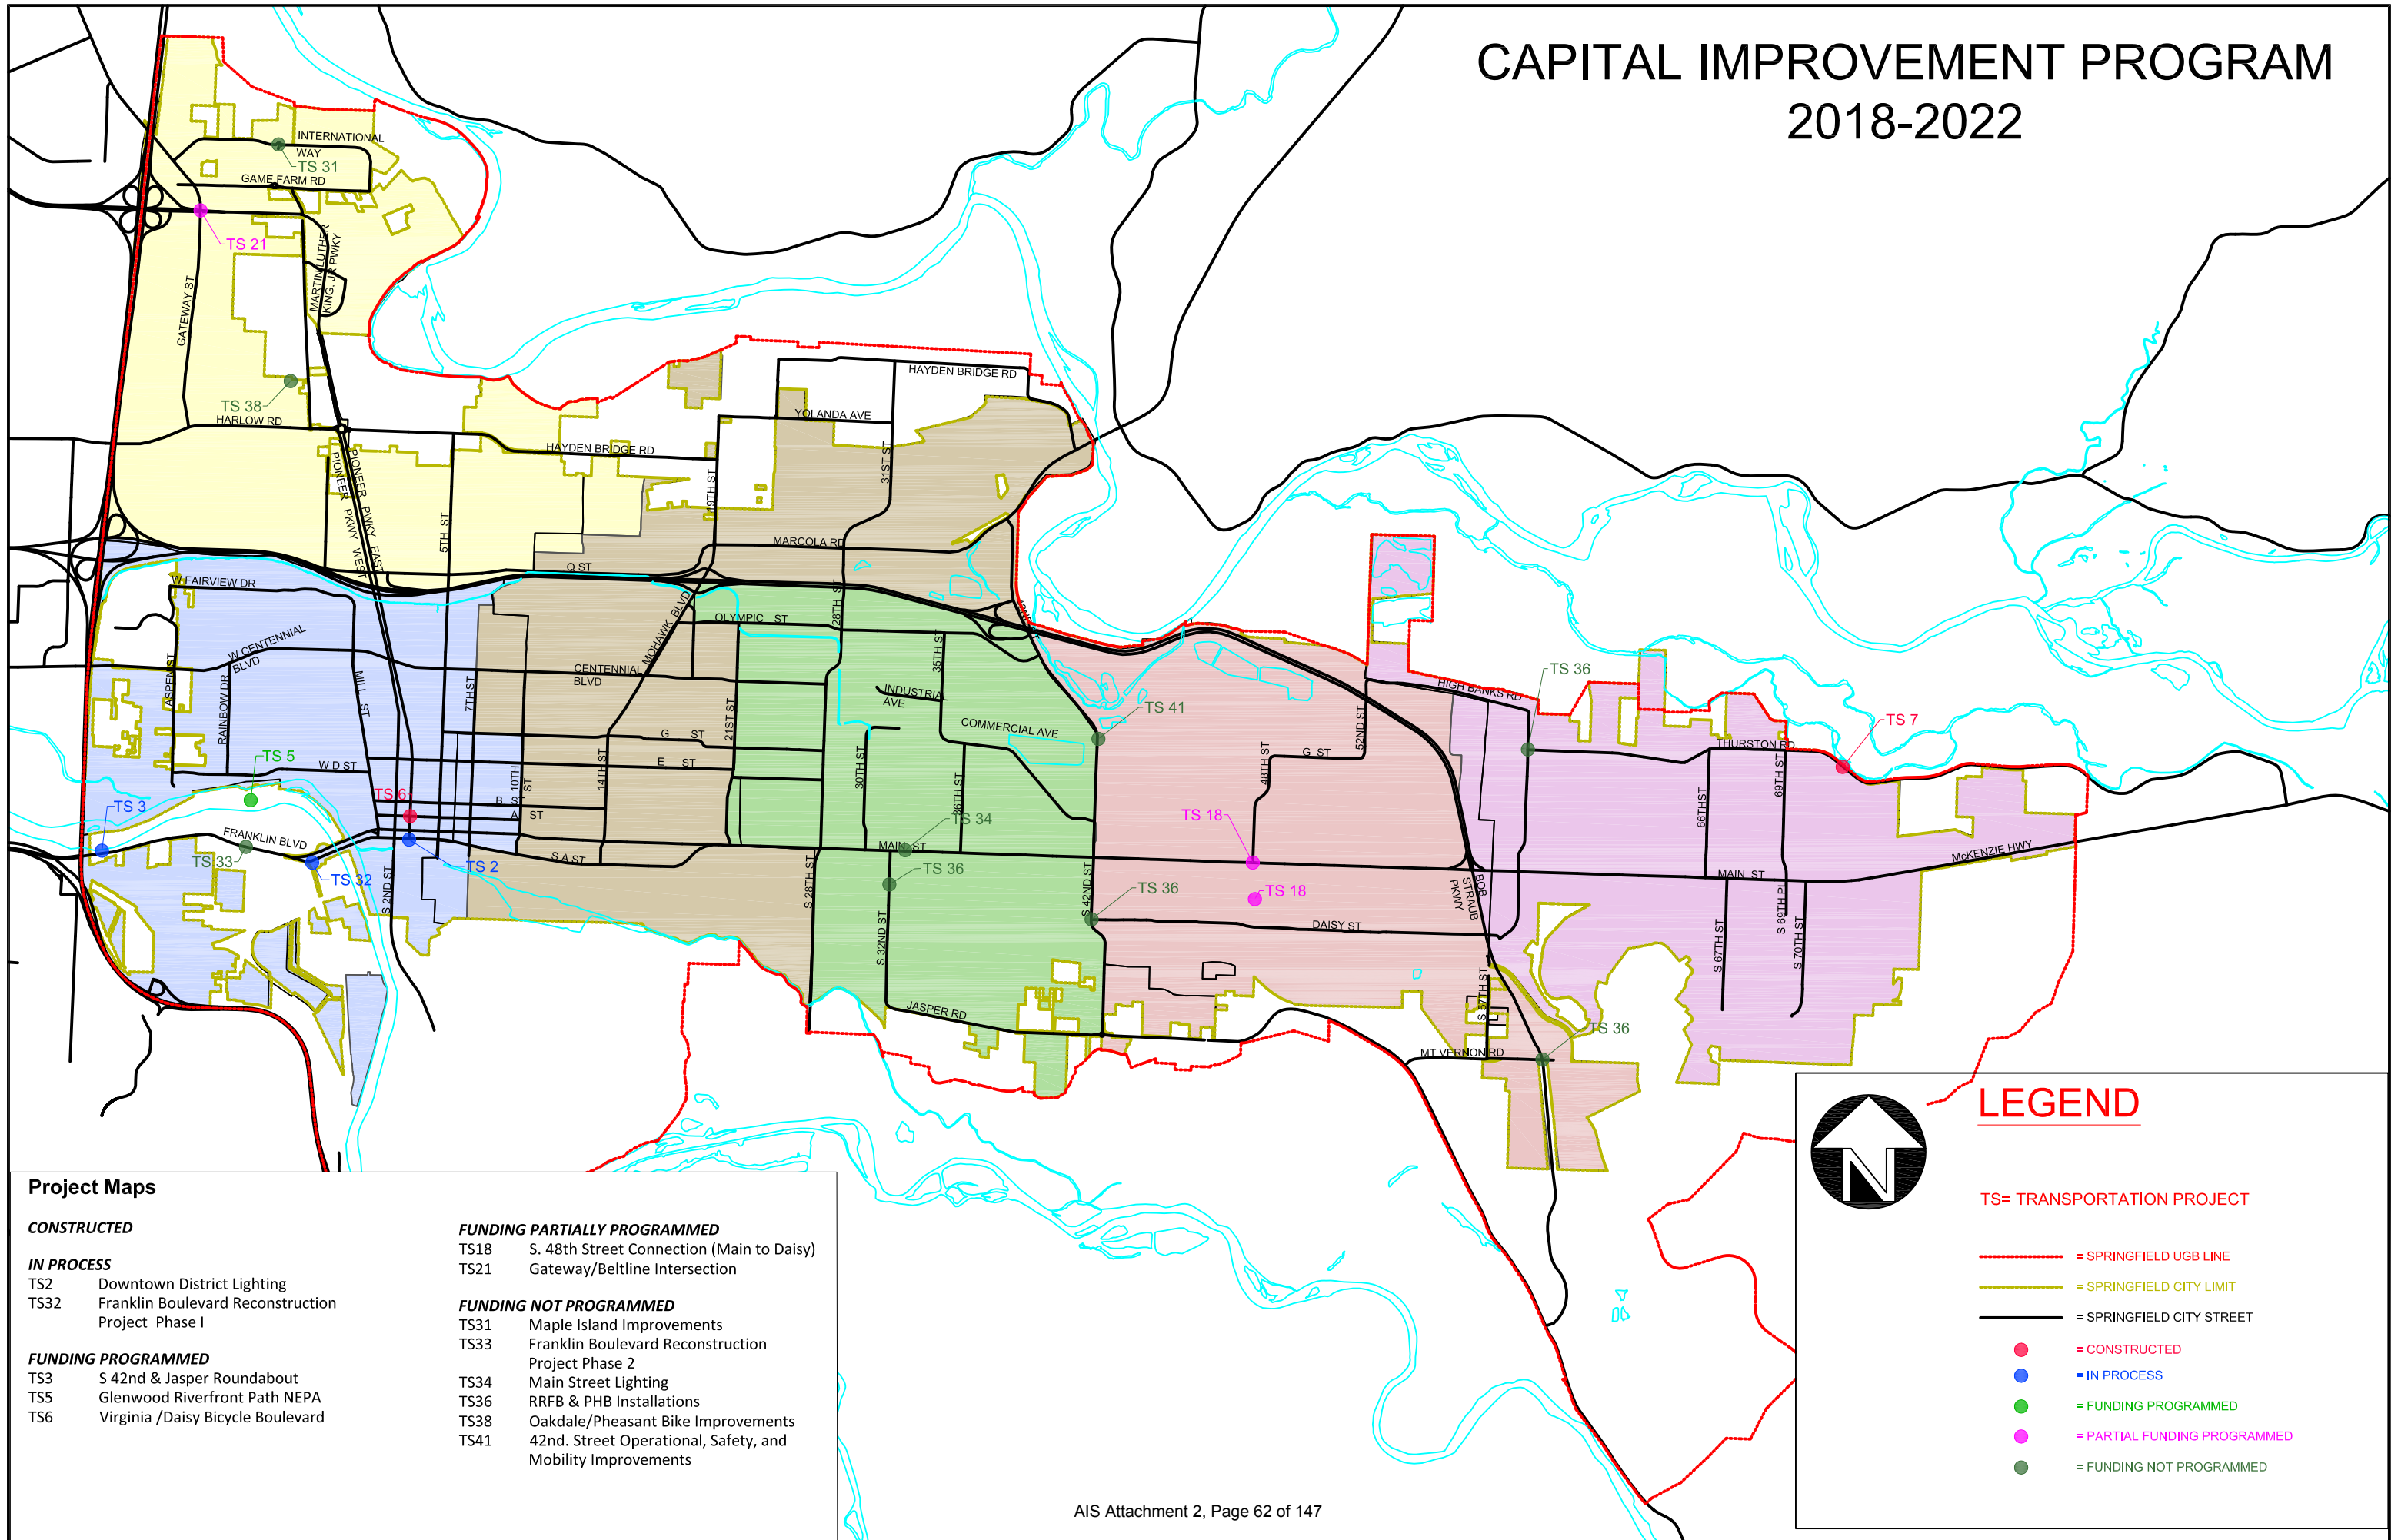 CAPITAL IMPROVEMENT PROGRAM
2018-2022
INTERNATIONAL
WAY
TS 31
GAME FARM RD
TS 21
MARTIN LUTHER
KING, JR PWKY
GATEWAY ST
TS 38
HARLOW RD
HAYDEN BRIDGE RD
YOLANDA AVE
HAYDEN BRIDGE RD
PIONEER PKWY WEST
PIONEER PWKY EAST
5TH ST
19TH ST
31ST ST
MARCOLA RD
Q ST
W FAIRVIEW DR
MOHAWK BLVD
OLYMPIC ST
28TH ST
35TH ST
W CENTENNIAL
BLVD
CENTENNIAL
BLVD
ASPEN ST
RAINBOW DR
MILL ST
7TH ST
21ST ST
INDUSTRIAL
AVE
COMMERCIAL AVE
TS 41
HIGH BANKS RD
TS 36
52ND ST
TS 7
THURSTON RD
G ST
E ST
G ST
48TH ST
TS 5
W D ST
10TH
ST
14TH ST
30TH ST
36TH ST
66TH ST
69TH ST
TS 3
TS 6
B ST
A ST
TS 18
TS 34
FRANKLIN BLVD
MAIN ST
McKENZIE HWY
TS 33
TS 32
TS 2
S A ST
S 2ND ST
S 28TH ST
TS 36
S 42ND ST
TS 36
TS 18
BOB
STRAUB
PKWY
MAIN ST
S 69TH PL
S 32ND ST
DAISY ST
S 67TH ST
S 70TH ST
JASPER RD
S 57TH ST
TS 36
MT VERNON RD
Project Maps
CONSTRUCTED
IN PROCESS
TS2 Downtown District Lighting
TS32 Franklin Boulevard Reconstruction
Project Phase I
FUNDING PROGRAMMED
TS3 S 42nd & Jasper Roundabout
TS5 Glenwood Riverfront Path NEPA
TS6 Virginia /Daisy Bicycle Boulevard
FUNDING PARTIALLY PROGRAMMED
TS18 S. 48th Street Connection (Main to Daisy)
TS21 Gateway/Beltline Intersection
FUNDING NOT PROGRAMMED
TS31 Maple Island Improvements
TS33 Franklin Boulevard Reconstruction
Project Phase 2
TS34 Main Street Lighting
TS36 RRFB & PHB Installations
TS38 Oakdale/Pheasant Bike Improvements
TS41 42nd. Street Operational, Safety, and
Mobility Improvements
N
LEGEND
TS= TRANSPORTATION PROJECT
= SPRINGFIELD UGB LINE
= SPRINGFIELD CITY LIMIT
= SPRINGFIELD CITY STREET
= CONSTRUCTED
= IN PROCESS
= FUNDING PROGRAMMED
= PARTIAL FUNDING PROGRAMMED
= FUNDING NOT PROGRAMMED
AIS Attachment 2, Page 62 of 147